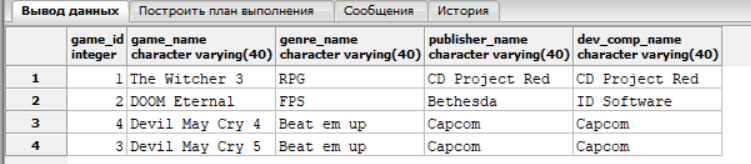 Вывод данных Построить план выполнения Сообщения История
game_id game_name genre_name publisher_name dev_comp_name
integer character varying(40) character varying(40) character varying(40) character varying(40)
1 1 The Witcher 3 RPG CD Project Red CD Project Red
2 2 DOOM Eternal FPS Bethesda ID Software
3 4 Devil May Cry 4 Beat em up Capcom Capcom
4 3 Devil May Cry 5 Beat em up Capcom Capcom